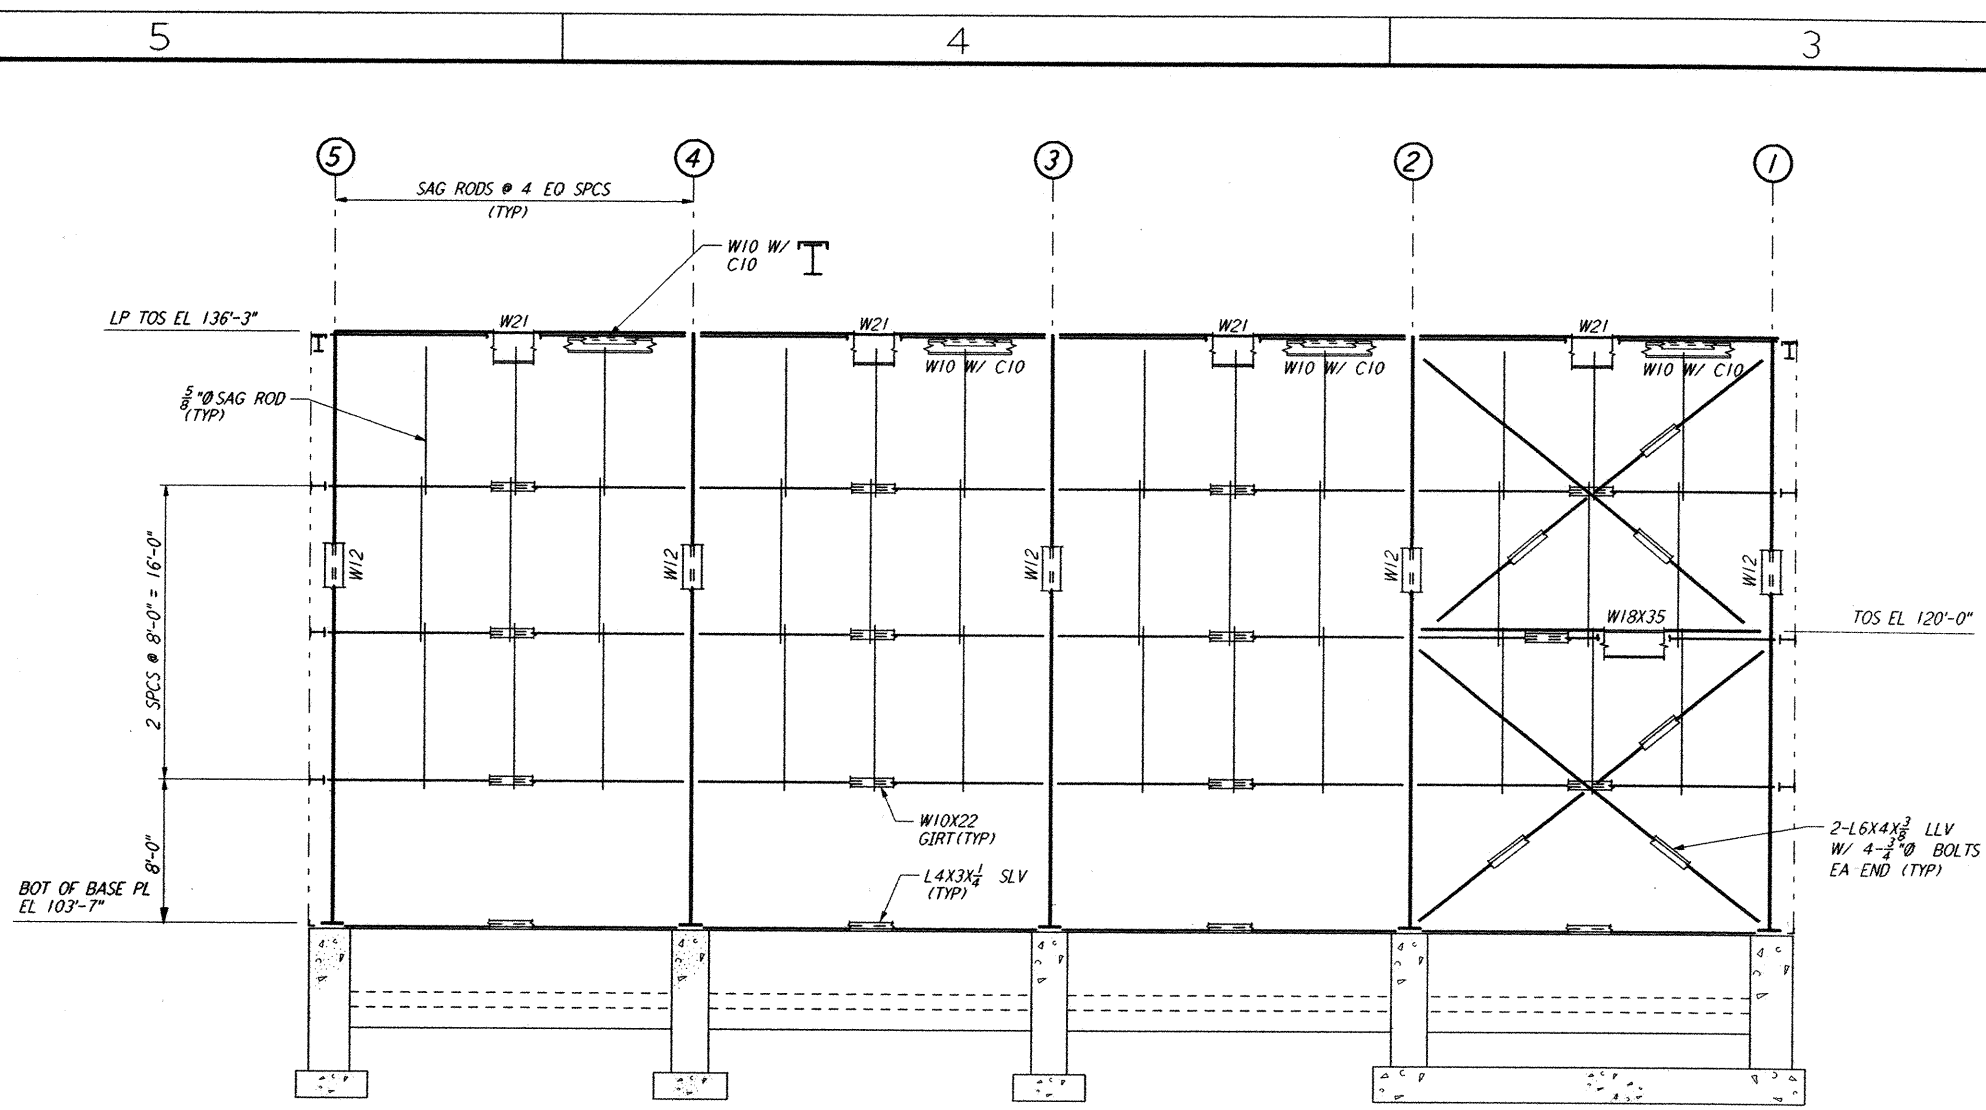 5 4 3
5 4 3 2 1
SAG RODS @ 4 EQ SPCS
(TYP)
W10 W/
C10
LP TOS EL 136'-3"
W21 W21 W21 W21
W10 W/ C10 W10 W/ C10 W10 W/ C10
5/8"Ø SAG ROD
(TYP)
2 SPCS @ 8'-0" = 16'-0"
W12 W12 W12 W12 W12
W18X35
TOS EL 120'-0"
8'-0"
W10X22
GIRT(TYP)
2-L6X4X3/8 LLV
W/ 4-3/4"Ø BOLTS
EA END (TYP)
L4X3X1/4 SLV
(TYP)
BOT OF BASE PL
EL 103'-7"